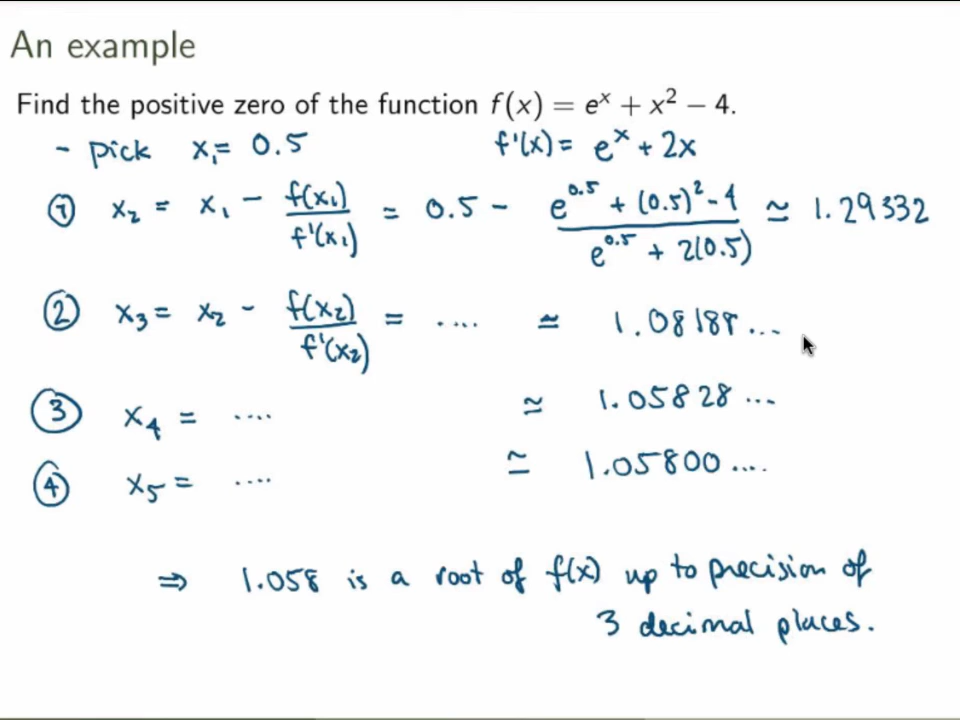 An example
Find the positive zero of the function f(x) = eˣ + x² − 4.
- pick x₁= 0.5 f'(x)= eˣ + 2x
① x₂ = x₁ − f(x₁)/f'(x₁) = 0.5 − (e^0.5 + (0.5)² - 4)/(e^0.5 + 2(0.5)) ≃ 1.29332
② x₃ = x₂ − f(x₂)/f'(x₂) = .... ≃ 1.08188...
③ x₄ = .... ≃ 1.05828...
④ x₅ = .... ≃ 1.05800....
⇒ 1.058 is a root of f(x) up to precision of
3 decimal places.